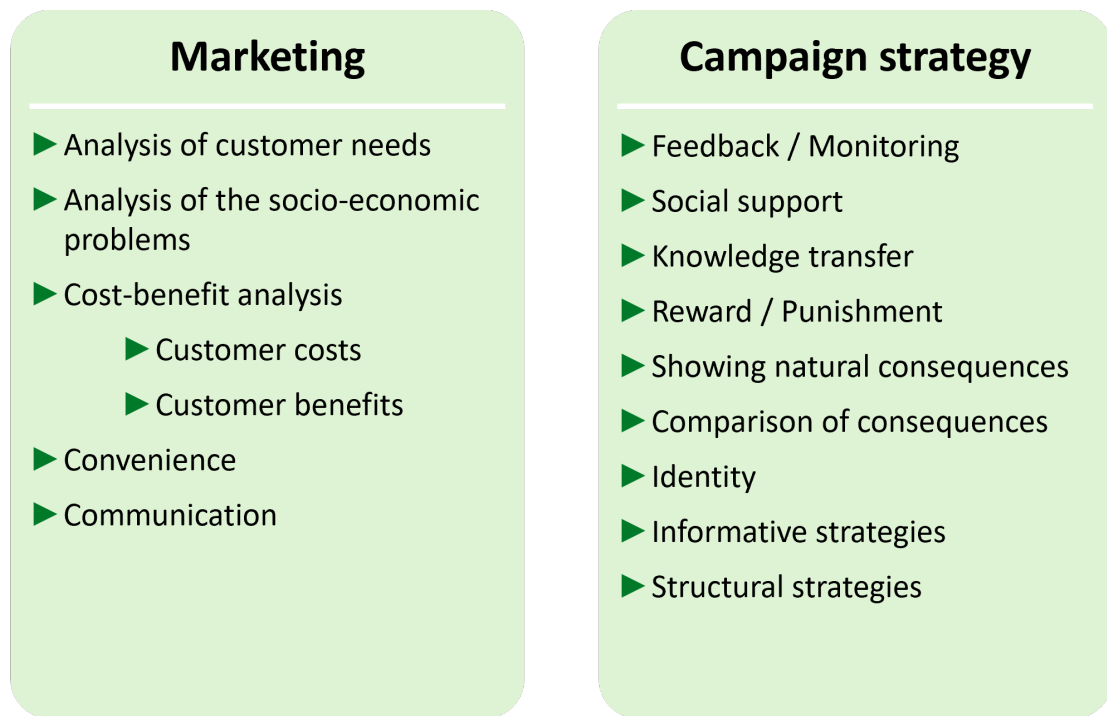 Marketing
Analysis of customer needs
Analysis of the socio-economic
problems
Cost-benefit analysis
Customer costs
Customer benefits
Convenience
Communication
Campaign strategy
Feedback / Monitoring
Social support
Knowledge transfer
Reward / Punishment
Showing natural consequences
Comparison of consequences
Identity
Informative strategies
Structural strategies